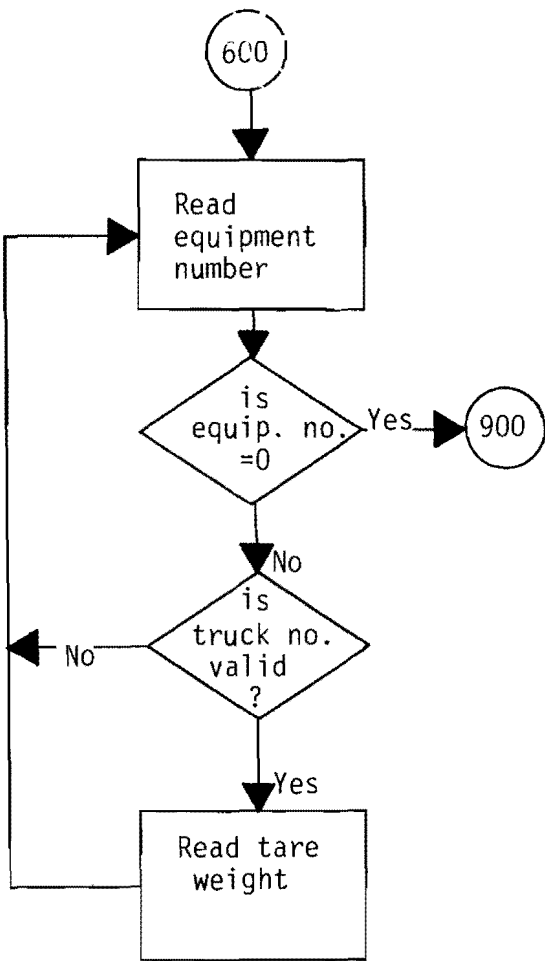 600
Read
equipment
number
is
equip. no.
=0
Yes
900
No
is
truck no.
valid
?
No
Yes
Read tare
weight